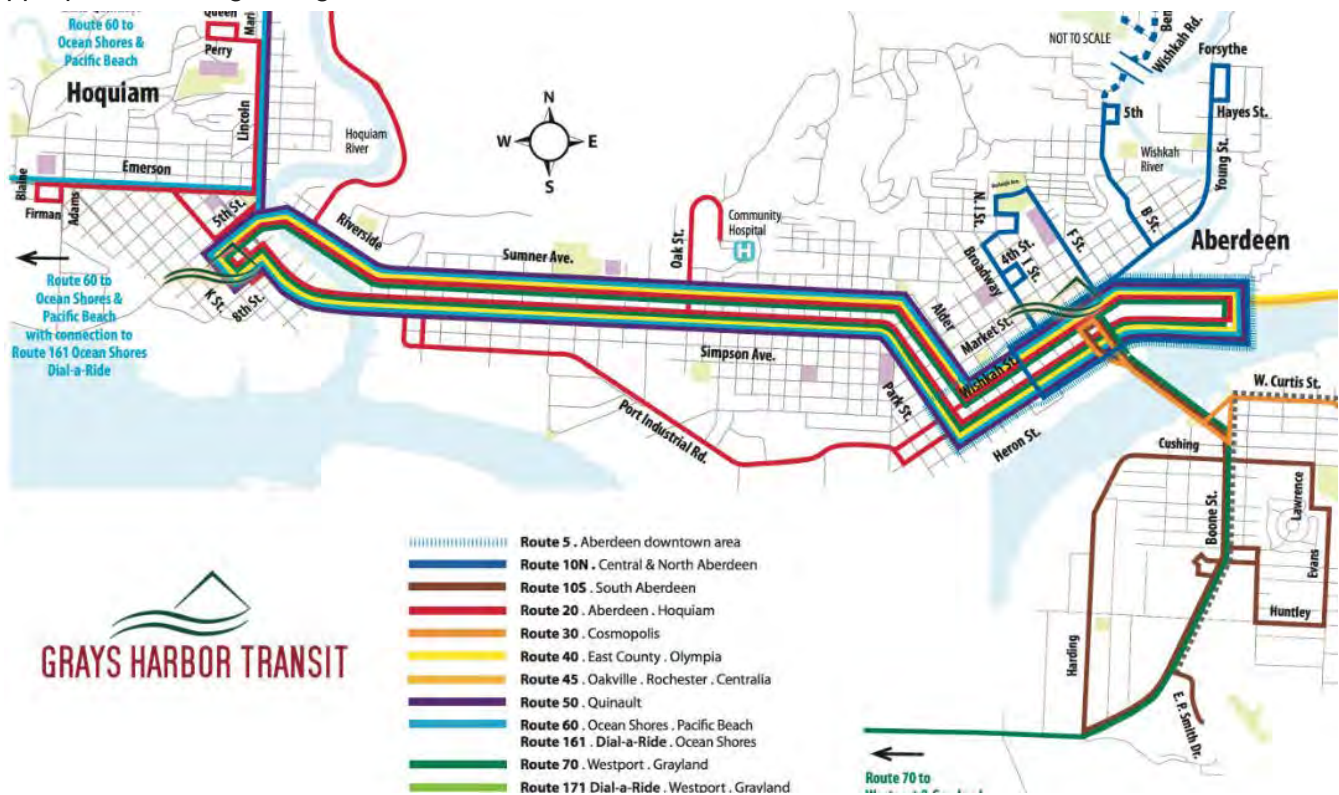 Route 60 to
Ocean Shores &
Pacific Beach
Queen
Perry
Hoquiam
Lincoln
Hoquiam
River
Emerson
Blaine
Firman
Adams
5th St.
Riverside
K St.
8th St.
Route 60 to
Ocean Shores &
Pacific Beach
with connection to
Route 161 Ocean Shores
Dial-a-Ride
N
W
E
S
Sumner Ave.
Oak St.
Community
Hospital
H
Simpson Ave.
Port Industrial Rd.
Alder
Park St.
Market St.
Wishkah St.
Heron St.
Broadway
N. I St.
4th St.
I St.
F St.
B St.
NOT TO SCALE
Wishkah Rd.
5th
Wishkah
River
Forsythe
Hayes St.
Young St.
Aberdeen
W. Curtis St.
Cushing
Boone St.
Lawrence
Evans
Huntley
Harding
E. P. Smith Dr.
Route 70 to
GRAYS HARBOR TRANSIT
Route 5 . Aberdeen downtown area
Route 10N . Central & North Aberdeen
Route 10S . South Aberdeen
Route 20 . Aberdeen . Hoquiam
Route 30 . Cosmopolis
Route 40 . East County . Olympia
Route 45 . Oakville . Rochester . Centralia
Route 50 . Quinault
Route 60 . Ocean Shores . Pacific Beach
Route 161 . Dial-a-Ride . Ocean Shores
Route 70 . Westport . Grayland
Route 171 Dial-a-Ride . Westport . Grayland